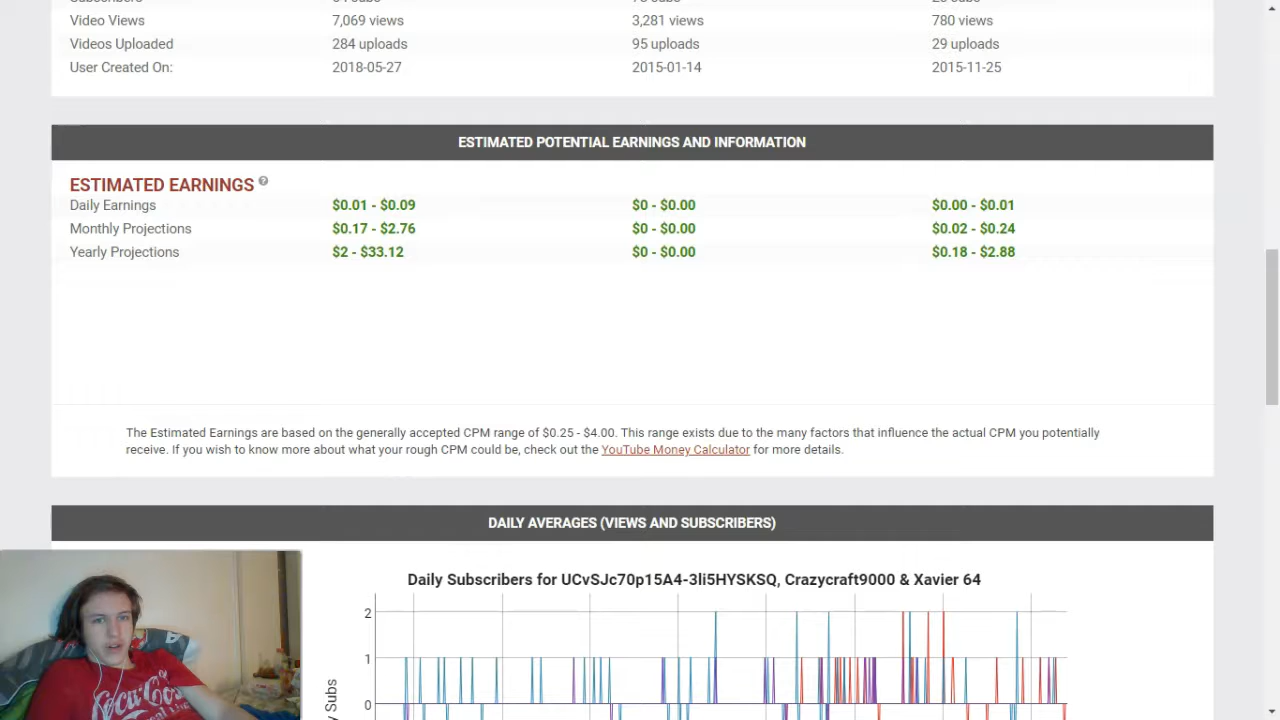 Video Views 7,069 views 3,281 views 780 views
Videos Uploaded 284 uploads 95 uploads 29 uploads
User Created On: 2018-05-27 2015-01-14 2015-11-25
ESTIMATED POTENTIAL EARNINGS AND INFORMATION
ESTIMATED EARNINGS ?
Daily Earnings $0.01 - $0.09 $0 - $0.00 $0.00 - $0.01
Monthly Projections $0.17 - $2.76 $0 - $0.00 $0.02 - $0.24
Yearly Projections $2 - $33.12 $0 - $0.00 $0.18 - $2.88
The Estimated Earnings are based on the generally accepted CPM range of $0.25 - $4.00. This range exists due to the many factors that influence the actual CPM you potentially
receive. If you wish to know more about what your rough CPM could be, check out the YouTube Money Calculator for more details.
DAILY AVERAGES (VIEWS AND SUBSCRIBERS)
Daily Subscribers for UCvSJc70p15A4-3li5HYSKSQ, Crazycraft9000 & Xavier 64
2
1
0
Subs
Coca-Co